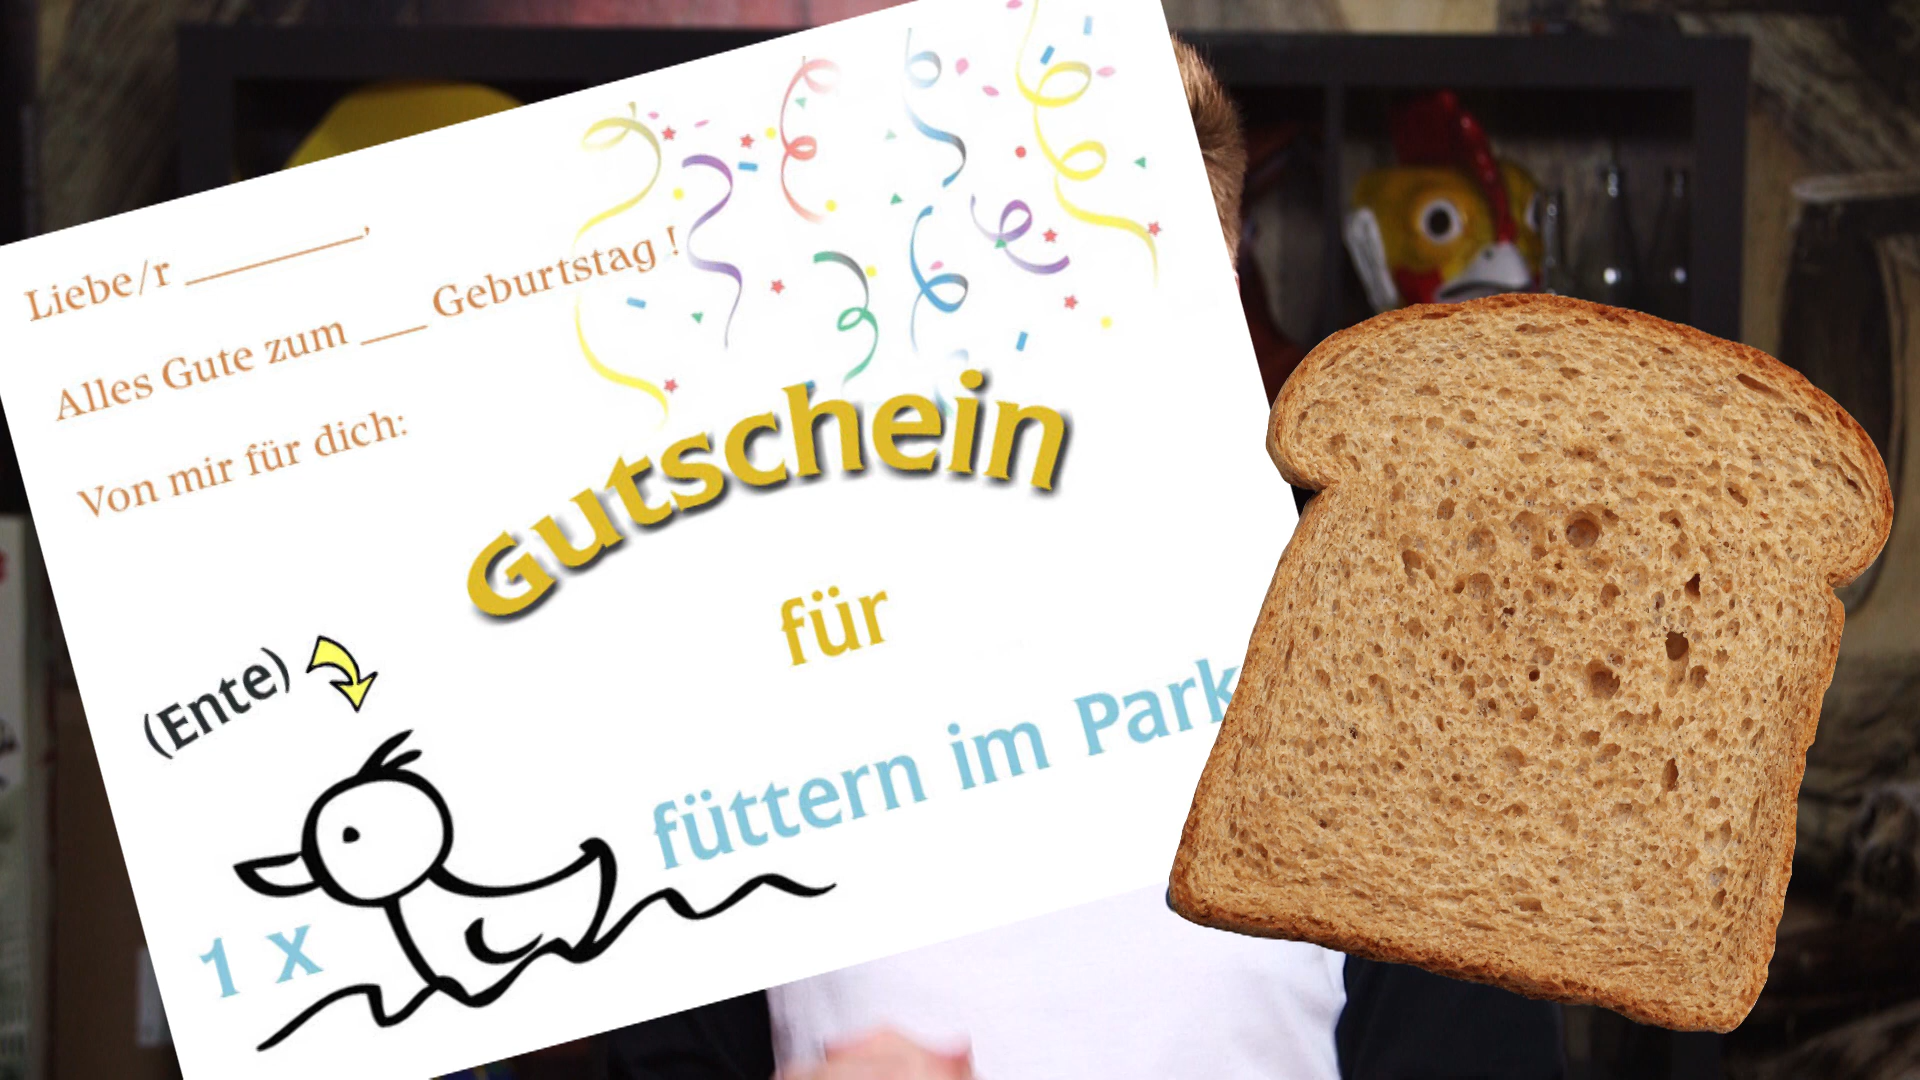 Liebe/r ________,
Alles Gute zum ___ Geburtstag !
Von mir für dich:
Gutschein
für
(Ente)
1 x
füttern im Park